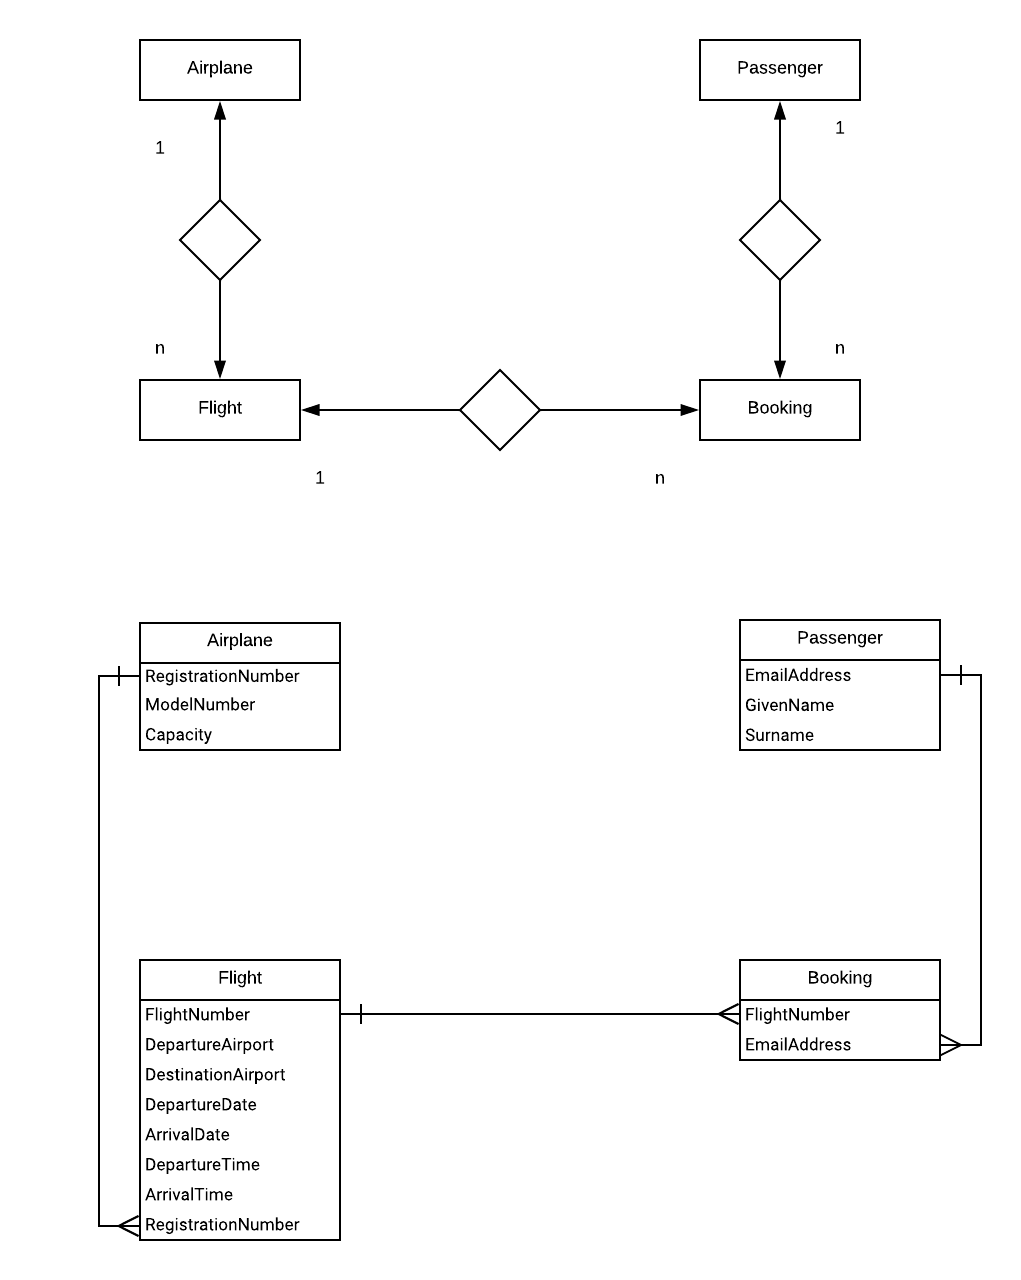 Airplane
Passenger
1
1
n
n
Flight
Booking
1
n
Airplane
RegistrationNumber
ModelNumber
Capacity
Passenger
EmailAddress
GivenName
Surname
Flight
FlightNumber
DepartureAirport
DestinationAirport
DepartureDate
ArrivalDate
DepartureTime
ArrivalTime
RegistrationNumber
Booking
FlightNumber
EmailAddress